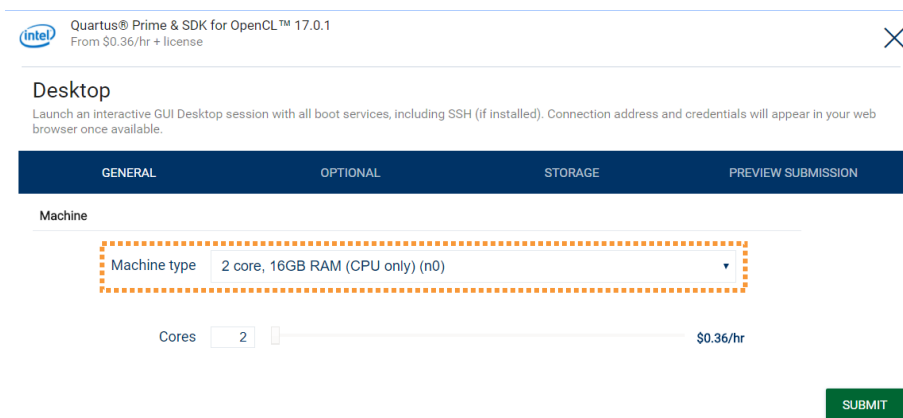 intel
Quartus® Prime & SDK for OpenCL™ 17.0.1
From $0.36/hr + license
Desktop
Launch an interactive GUI Desktop session with all boot services, including SSH (if installed). Connection address and credentials will appear in your web
browser once available.
GENERAL OPTIONAL STORAGE PREVIEW SUBMISSION
Machine
Machine type 2 core, 16GB RAM (CPU only) (n0)
Cores 2 $0.36/hr
SUBMIT